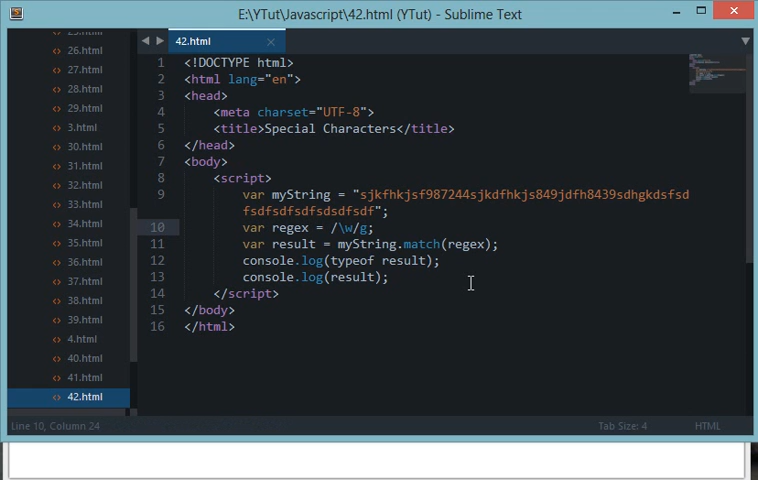 E:\YTut\Javascript\42.html (YTut) - Sublime Text
42.html
26.html
27.html
28.html
29.html
3.html
30.html
31.html
32.html
33.html
34.html
35.html
36.html
37.html
38.html
39.html
4.html
40.html
41.html
42.html
1 <!DOCTYPE html>
2 <html lang="en">
3 <head>
4 <meta charset="UTF-8">
5 <title>Special Characters</title>
6 </head>
7 <body>
8 <script>
9 var myString = "sjkfhkjsf987244sjkdfhkjs849jdfh8439sdhgkdsfsd
fsdfsdfsdfsdsdfsdf";
10 var regex = /\w/g;
11 var result = myString.match(regex);
12 console.log(typeof result);
13 console.log(result);
14 </script>
15 </body>
16 </html>
Line 10, Column 24
Tab Size: 4
HTML